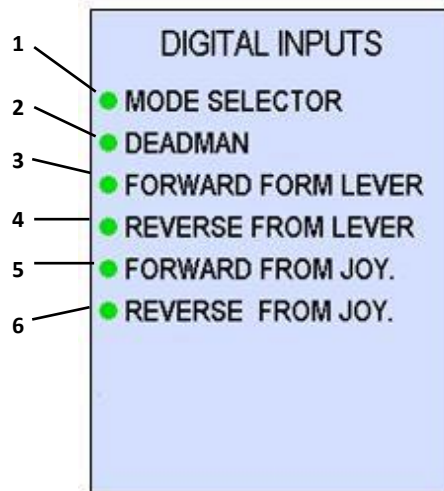 DIGITAL INPUTS
1 MODE SELECTOR
2 DEADMAN
3 FORWARD FORM LEVER
4 REVERSE FROM LEVER
5 FORWARD FROM JOY.
6 REVERSE FROM JOY.